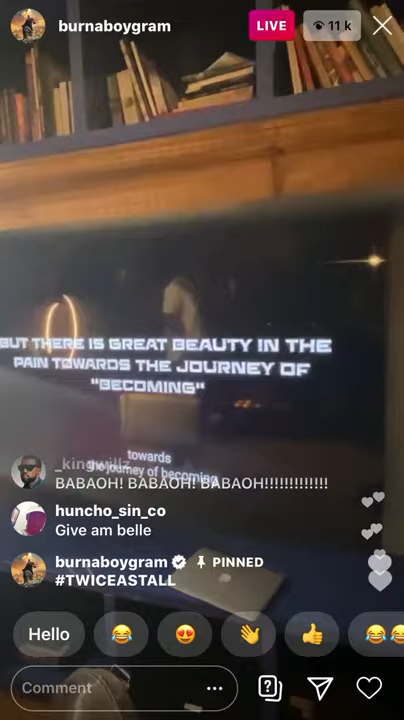 burnaboygram
LIVE
11 k
BUT THERE IS GREAT BEAUTY IN THE
PAIN TOWARDS THE JOURNEY OF
"BECOMING"
towards
the journey of becoming
_kingwillz
BABAOH! BABAOH! BABAOH!!!!!!!!!!!!!
huncho_sin_co
Give am belle
burnaboygram PINNED
#TWICEASTALL
Hello 😂 😍 👋 👍 😂😂
Comment